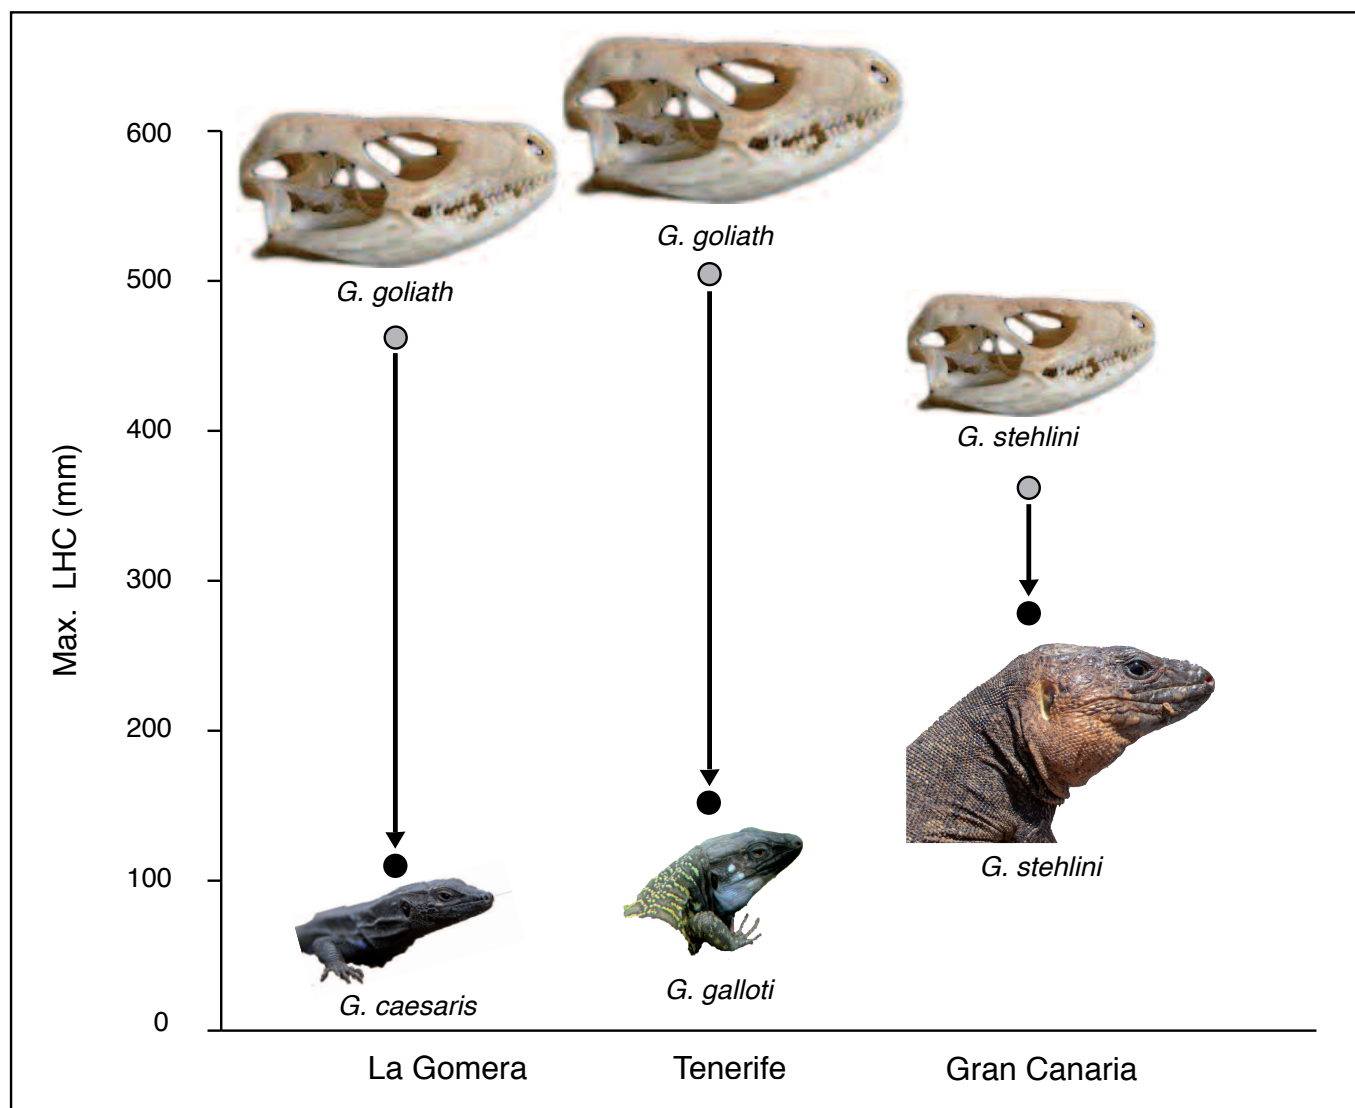 G. goliath
G. goliath
G. stehlini
Max. LHC (mm)
600
500
400
300
200
100
0
G. stehlini
G. galloti
G. caesaris
La Gomera
Tenerife
Gran Canaria